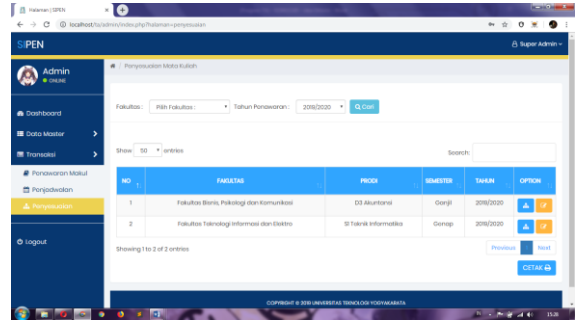 Halaman | SIPEN
localhost/ta/admin/index.php?halaman=penyesuaian
SIPEN
Super Admin
Admin
ONLINE
Dashboard
Data Master
Transaksi
Penawaran Makul
Penjadwalan
Penyesuaian
Logout
/ Penyesuaian Mata Kuliah
Fakultas : Pilih Fakultas : Tahun Penawaran : 2019/2020 Cari
Show 50 entries
Search:
NO FAKULTAS PRODI SEMESTER TAHUN OPTION
1 Fakultas Bisnis, Psikologi dan Komunikasi D3 Akuntansi Ganjil 2019/2020
2 Fakultas Teknologi Informasi dan Elektro S1 Teknik Informatika Genap 2019/2020
Showing 1 to 2 of 2 entries
Previous 1 Next
CETAK
COPYRIGHT © 2019 UNIVERSITAS TEKNOLOGI YOGYAKARTA
15:26